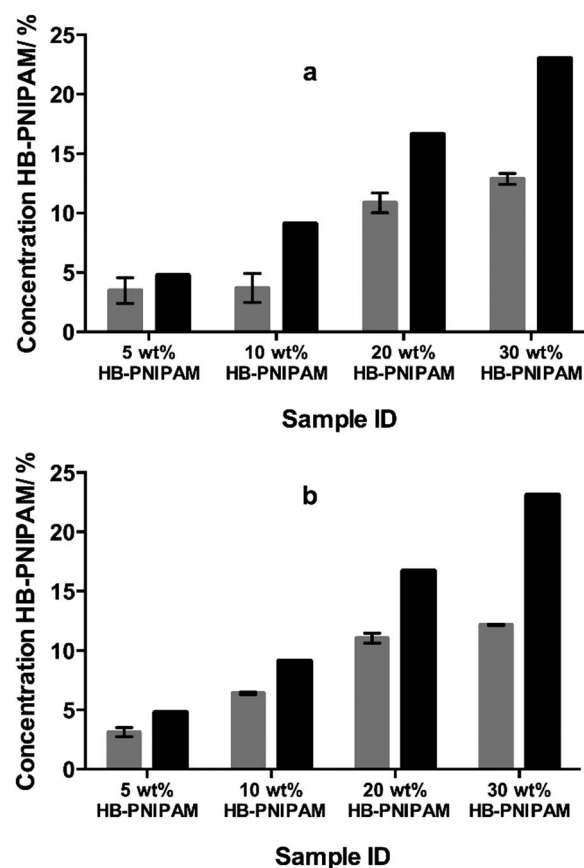 a
Concentration HB-PNIPAM/ %
25
20
15
10
5
0
5 wt% 10 wt% 20 wt% 30 wt%
HB-PNIPAM HB-PNIPAM HB-PNIPAM HB-PNIPAM
Sample ID
b
Concentration HB-PNIPAM/ %
25
20
15
10
5
0
5 wt% 10 wt% 20 wt% 30 wt%
HB-PNIPAM HB-PNIPAM HB-PNIPAM HB-PNIPAM
Sample ID